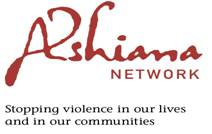 Ashiana
NETWORK
Stopping violence in our lives
and in our communities